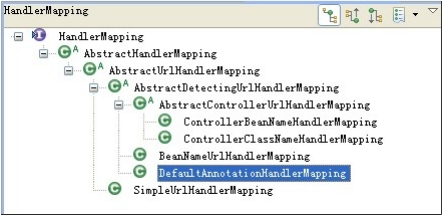 HandlerMapping
HandlerMapping
AbstractHandlerMapping
AbstractUrlHandlerMapping
AbstractDetectingUrlHandlerMapping
AbstractControllerUrlHandlerMapping
ControllerBeanNameHandlerMapping
ControllerClassNameHandlerMapping
BeanNameUrlHandlerMapping
DefaultAnnotationHandlerMapping
SimpleUrlHandlerMapping